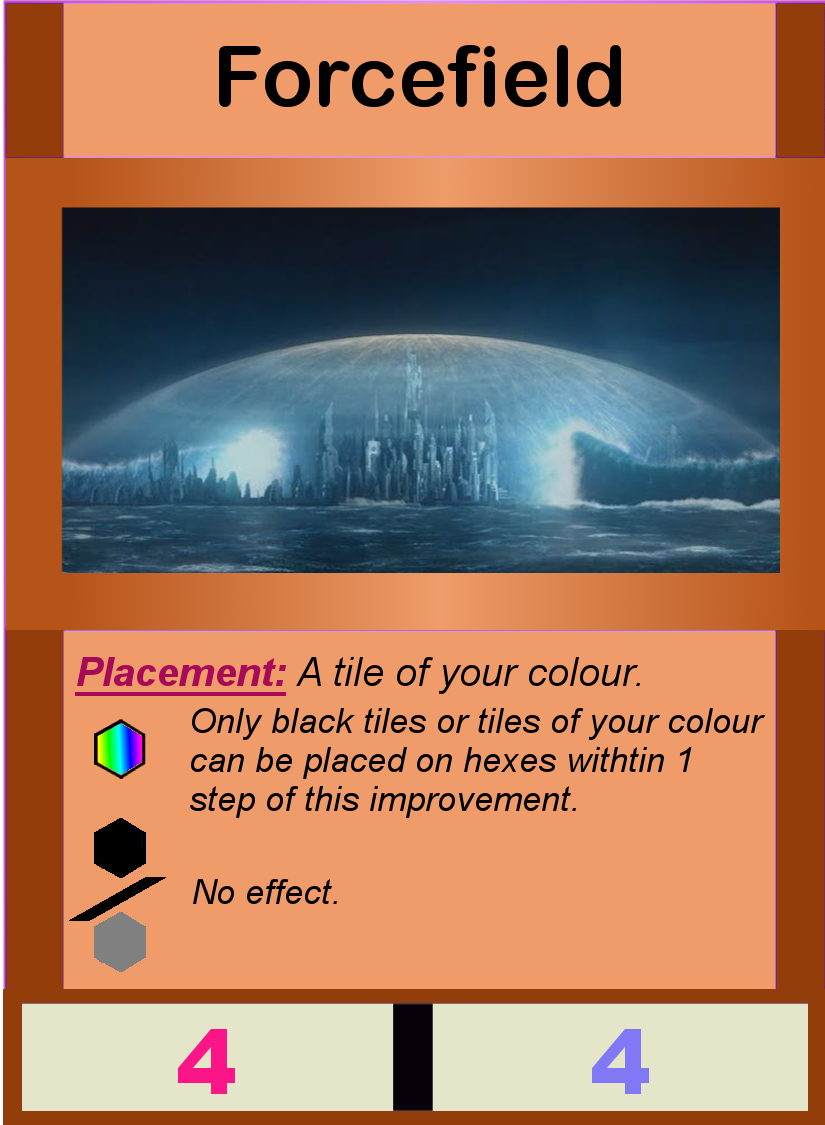 Forcefield
Placement: A tile of your colour.
Only black tiles or tiles of your colour
can be placed on hexes withtin 1
step of this improvement.
No effect.
4 4